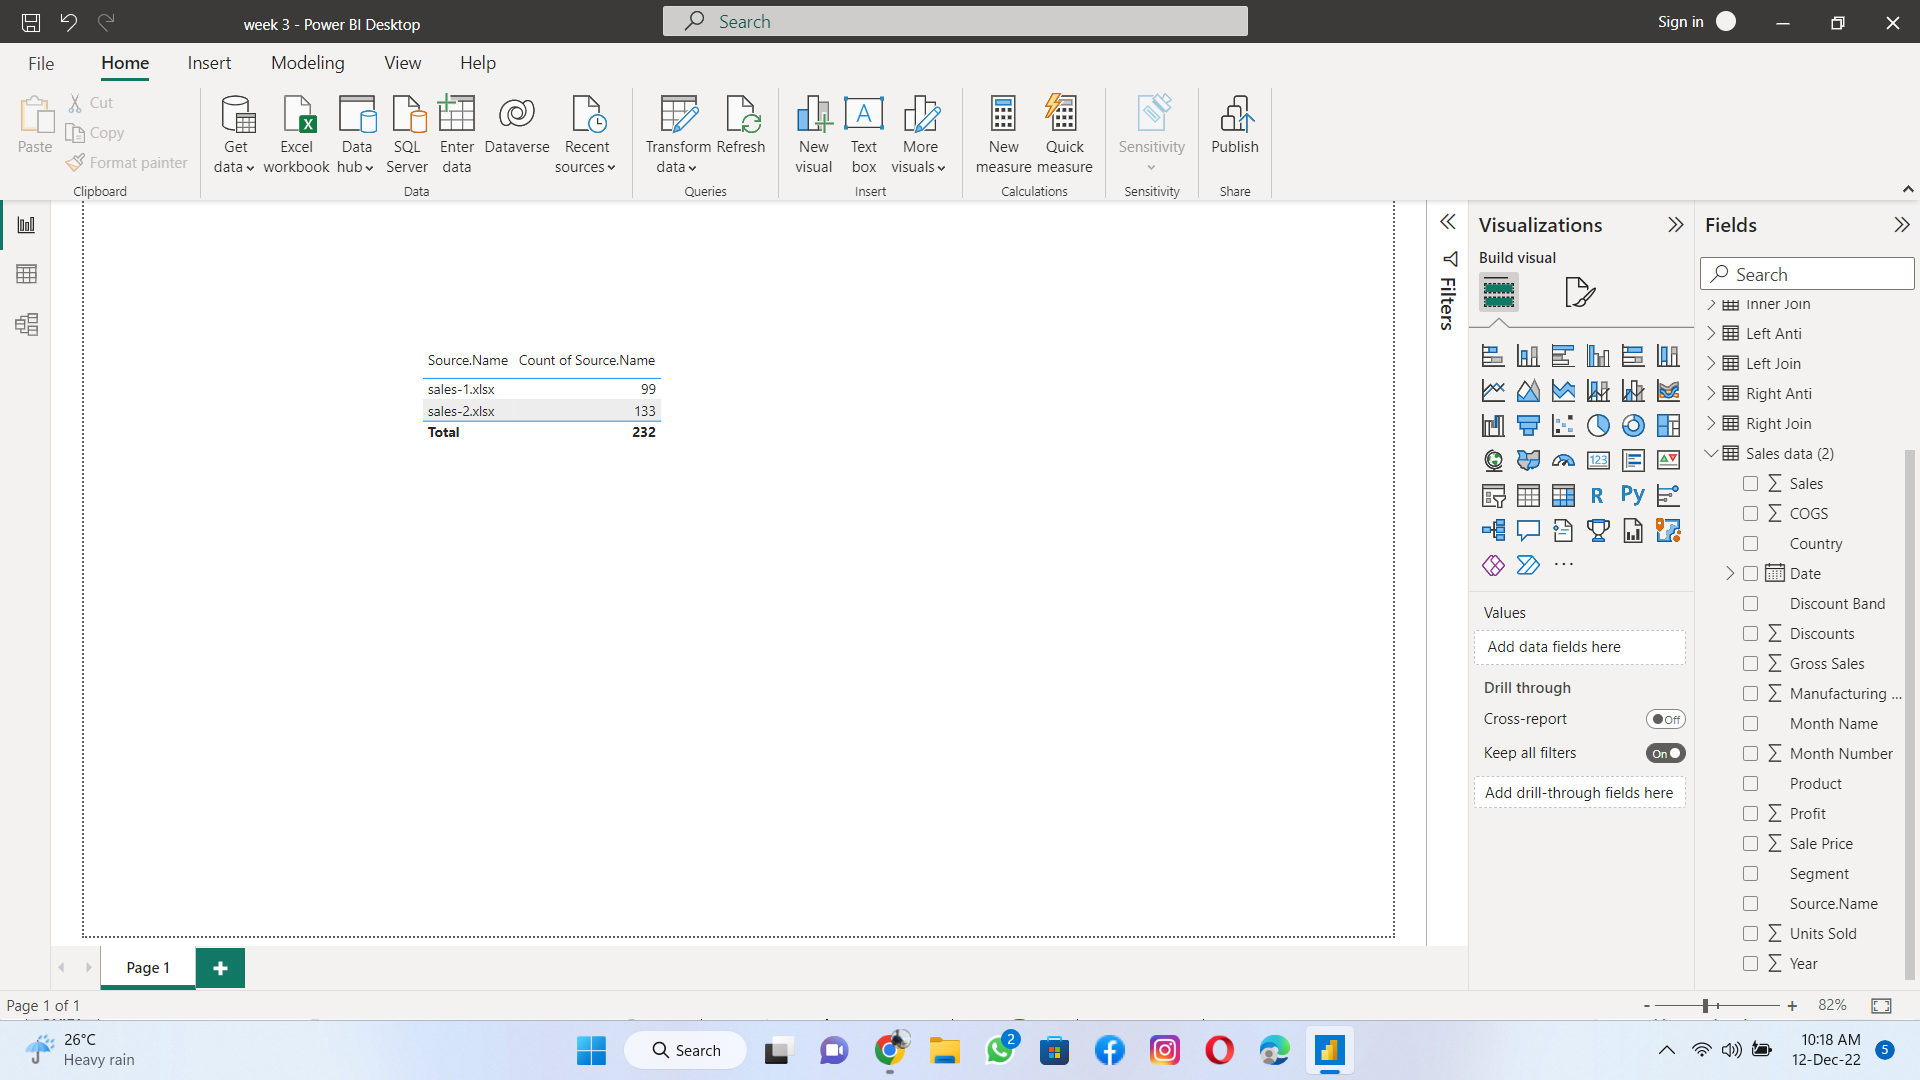 week 3 - Power BI Desktop
Search
Sign in
File Home Insert Modeling View Help
Paste
Cut
Copy
Format painter
Clipboard
Get data
Excel workbook
Data hub
SQL Server
Enter data
Dataverse
Recent sources
Data
Transform data
Refresh
Queries
New visual
Text box
More visuals
Insert
New measure
Quick measure
Calculations
Sensitivity
Sensitivity
Publish
Share
Source.Name Count of Source.Name
sales-1.xlsx 99
sales-2.xlsx 133
Total 232
Filters
Visualizations
Build visual
123
R
Py
...
Values
Add data fields here
Drill through
Cross-report Off
Keep all filters On
Add drill-through fields here
Fields
Search
Inner Join
Left Anti
Left Join
Right Anti
Right Join
Sales data (2)
Sales
COGS
Country
Date
Discount Band
Discounts
Gross Sales
Manufacturing ...
Month Name
Month Number
Product
Profit
Sale Price
Segment
Source.Name
Units Sold
Year
Page 1
Page 1 of 1
- + 82%
26°C
Heavy rain
Search
2
10:18 AM
12-Dec-22
5